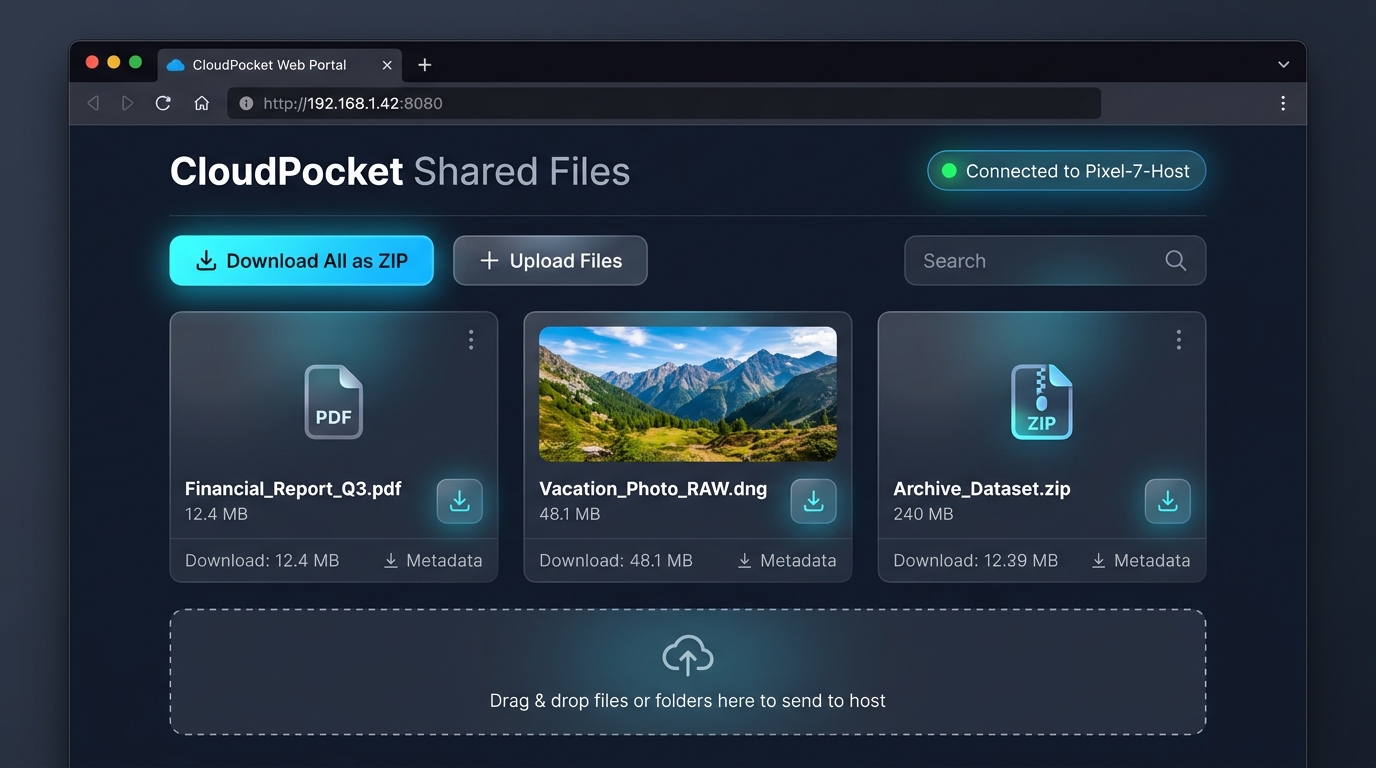 CloudPocket Web Portal
http://192.168.1.42:8080
CloudPocket Shared Files
Connected to Pixel-7-Host
Download All as ZIP
Upload Files
Search
PDF
ZIP
Financial_Report_Q3.pdf
12.4 MB
Vacation_Photo_RAW.dng
48.1 MB
Archive_Dataset.zip
240 MB
Download: 12.4 MB
Metadata
Download: 48.1 MB
Metadata
Download: 12.39 MB
Metadata
Drag & drop files or folders here to send to host